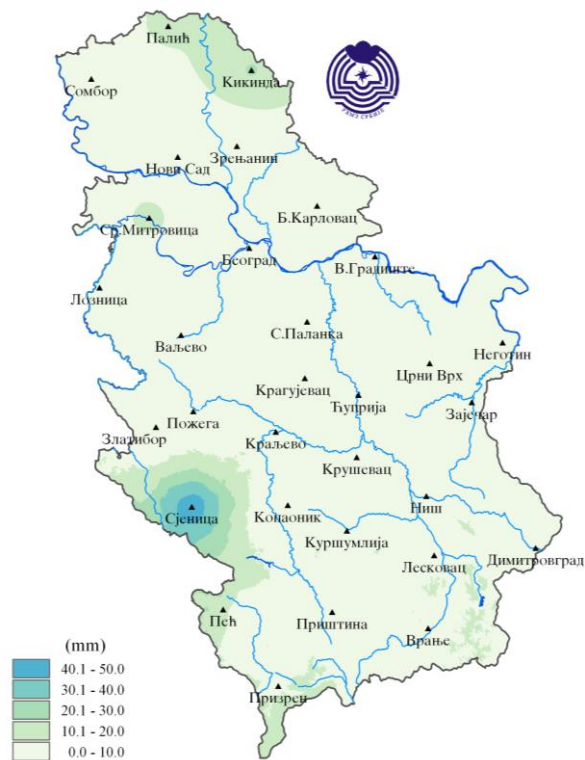 Палић
Кикинда
Сомбор
РХМЗ СРБИЈЕ
Зрењанин
Нови Сад
Б.Карловац
Ср.Митровица
Београд
В.Градиште
Лозница
С.Паланка
Ваљево
Неготин
Црни Врх
Крагујевац
Ћуприја
Зајечар
Пожега
Златибор
Краљево
Крушевац
Сјеница
Копаоник
Ниш
Куршумлија
Лесковац
Димитровград
Пећ
Приштина
Врање
(mm)
40.1 - 50.0
30.1 - 40.0
Призрен
20.1 - 30.0
10.1 - 20.0
0.0 - 10.0